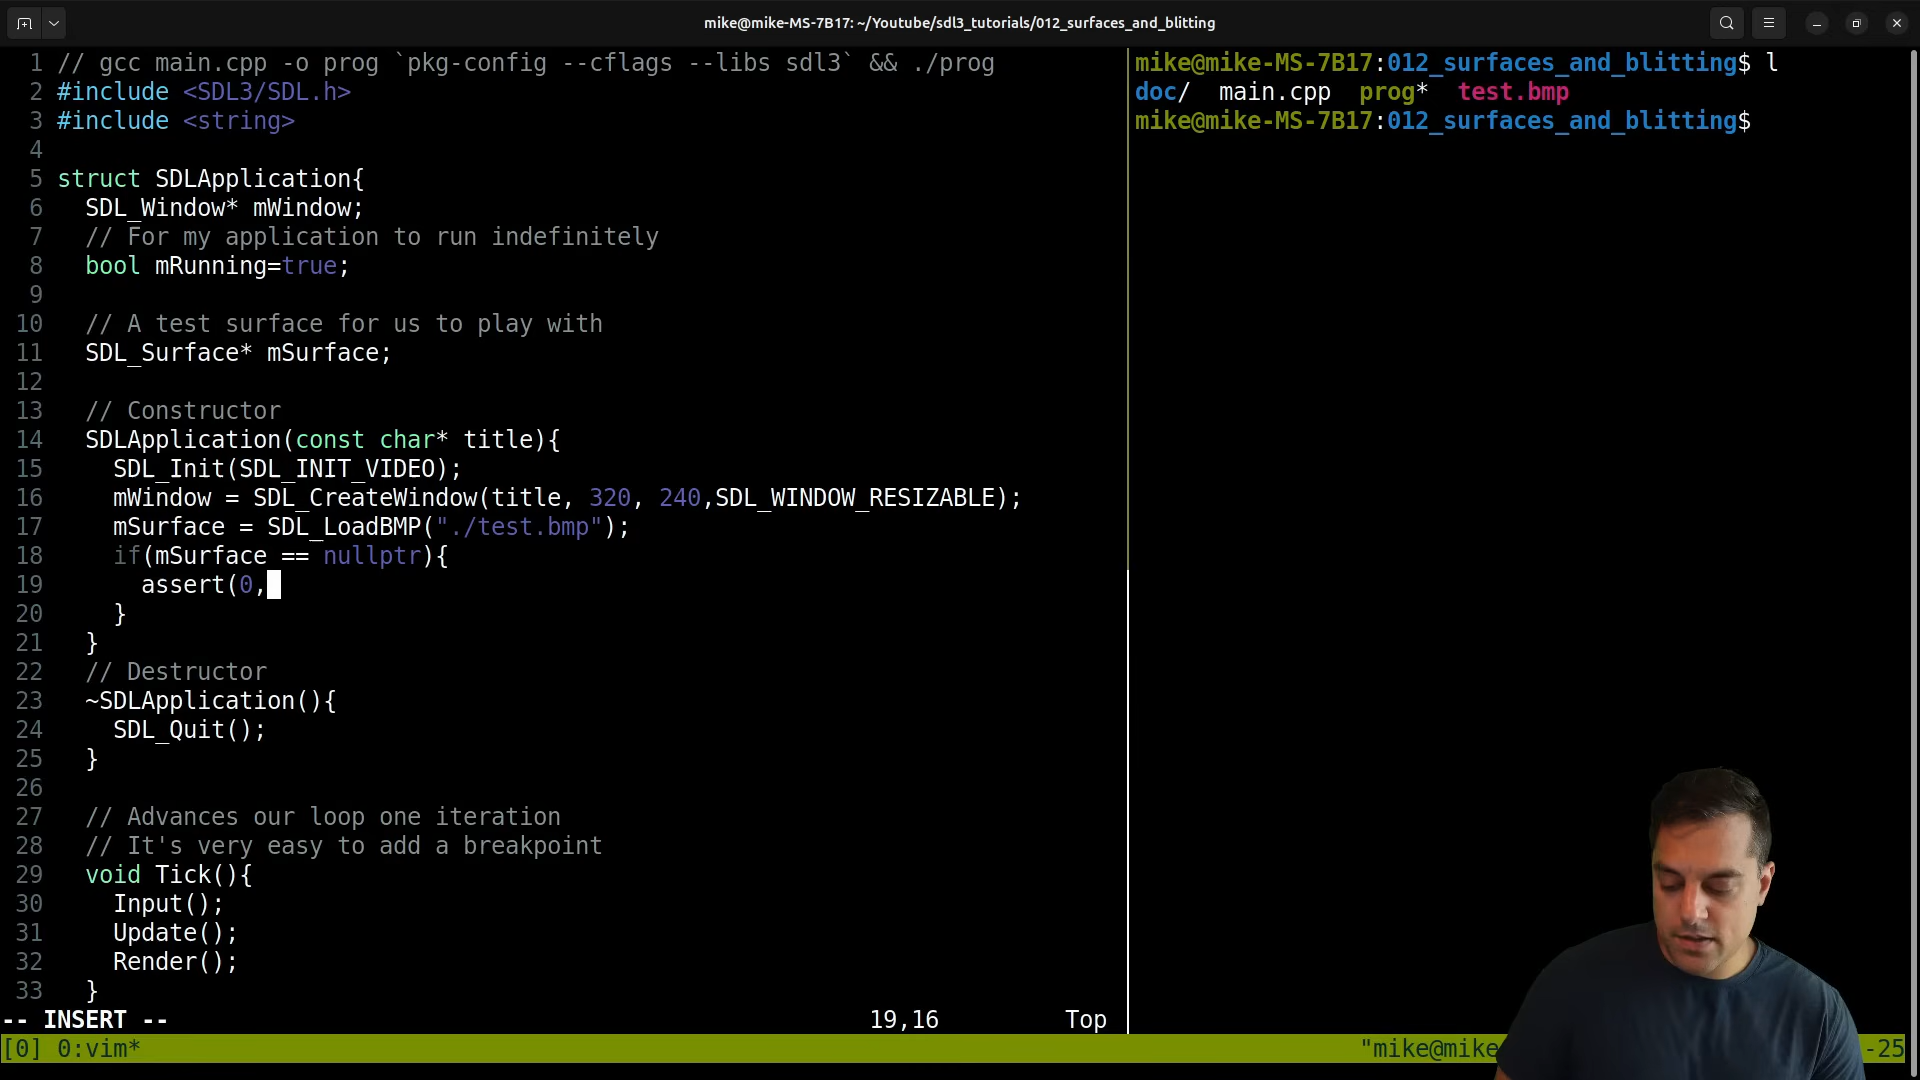 mike@mike-MS-7B17: ~/Youtube/sdl3_tutorials/012_surfaces_and_blitting
1 // gcc main.cpp -o prog `pkg-config --cflags --libs sdl3` && ./prog
2 #include <SDL3/SDL.h>
3 #include <string>
4
5 struct SDLApplication{
6 SDL_Window* mWindow;
7 // For my application to run indefinitely
8 bool mRunning=true;
9
10 // A test surface for us to play with
11 SDL_Surface* mSurface;
12
13 // Constructor
14 SDLApplication(const char* title){
15 SDL_Init(SDL_INIT_VIDEO);
16 mWindow = SDL_CreateWindow(title, 320, 240,SDL_WINDOW_RESIZABLE);
17 mSurface = SDL_LoadBMP("./test.bmp");
18 if(mSurface == nullptr){
19 assert(0,
20 }
21 }
22 // Destructor
23 ~SDLApplication(){
24 SDL_Quit();
25 }
26
27 // Advances our loop one iteration
28 // It's very easy to add a breakpoint
29 void Tick(){
30 Input();
31 Update();
32 Render();
33 }
-- INSERT -- 19,16 Top
mike@mike-MS-7B17:012_surfaces_and_blitting$ l
doc/ main.cpp prog* test.bmp
mike@mike-MS-7B17:012_surfaces_and_blitting$
[0] 0:vim* "mike@mike -25